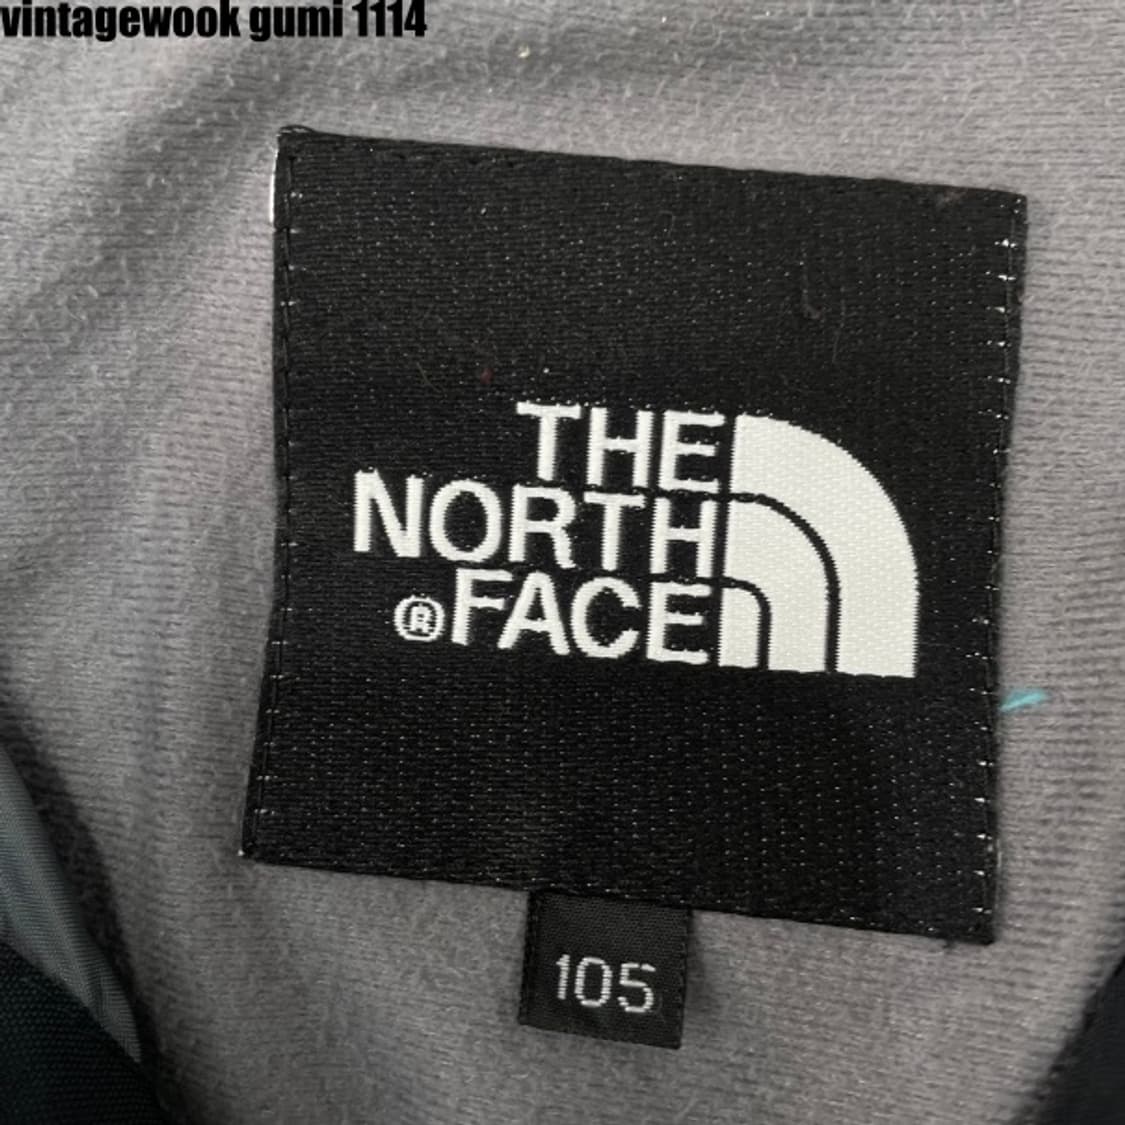 vintagewook gumi 1114
THE
NORTH
®FACE
105